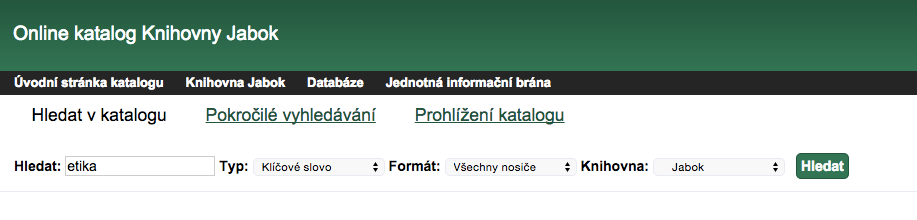 Online katalog Knihovny Jabok
Úvodní stránka katalogu Knihovna Jabok Databáze Jednotná informační brána
Hledat v katalogu Pokročilé vyhledávání Prohlížení katalogu
Hledat: etika Typ: Klíčové slovo Formát: Všechny nosiče Knihovna: Jabok Hledat